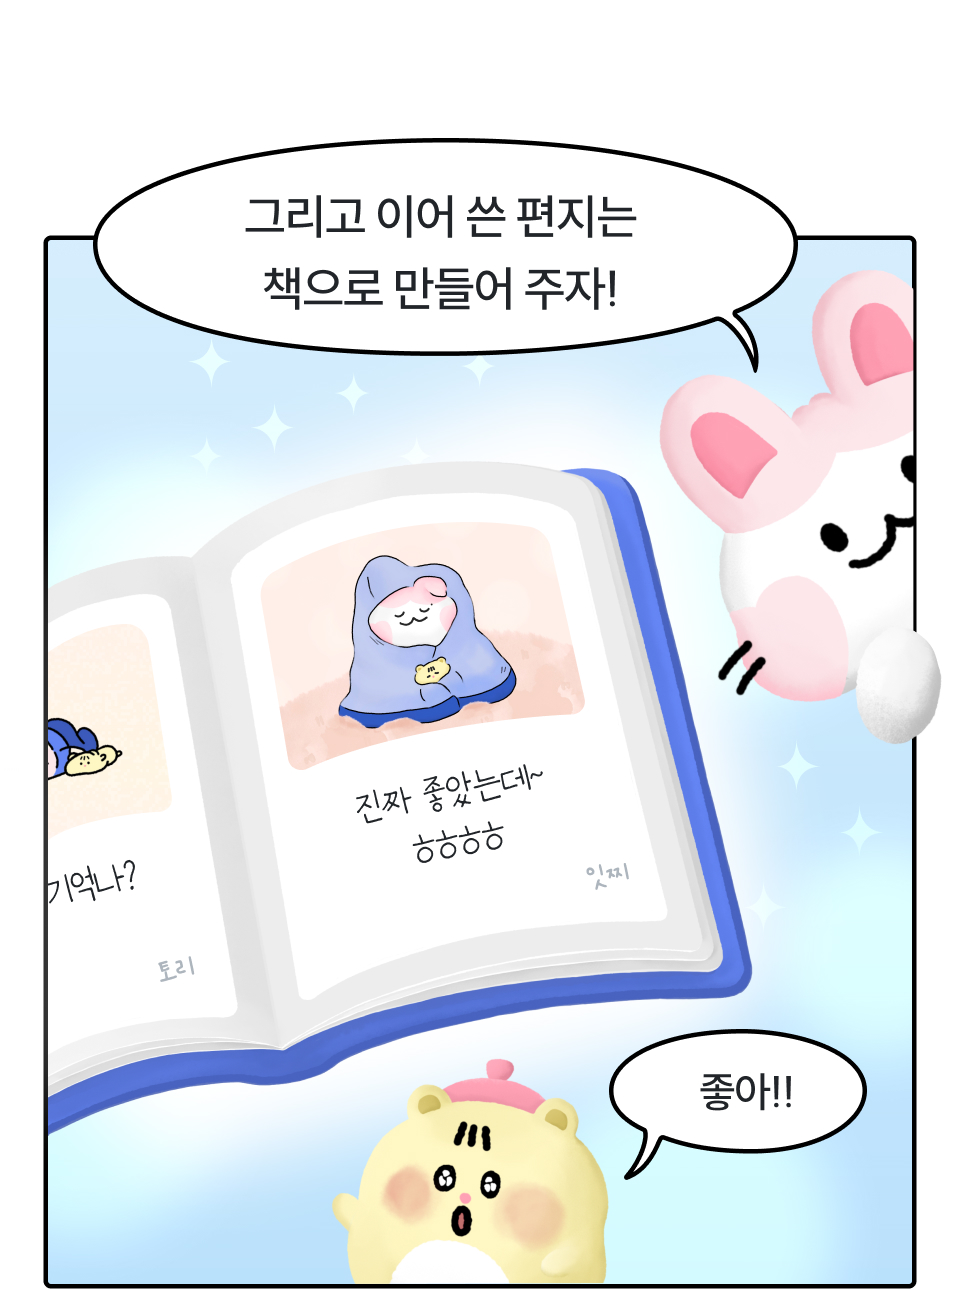 그리고 이어 쓴 편지는
책으로 만들어 주자!
기억나?
토리
진짜 좋았는데~
ㅎㅎㅎㅎ
잇찌
좋아!!